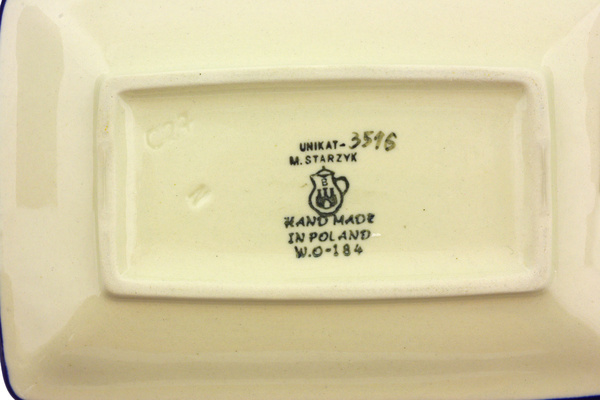 UNIKAT-3516
M. STARZYK
B
HAND MADE
IN POLAND
W.O-184